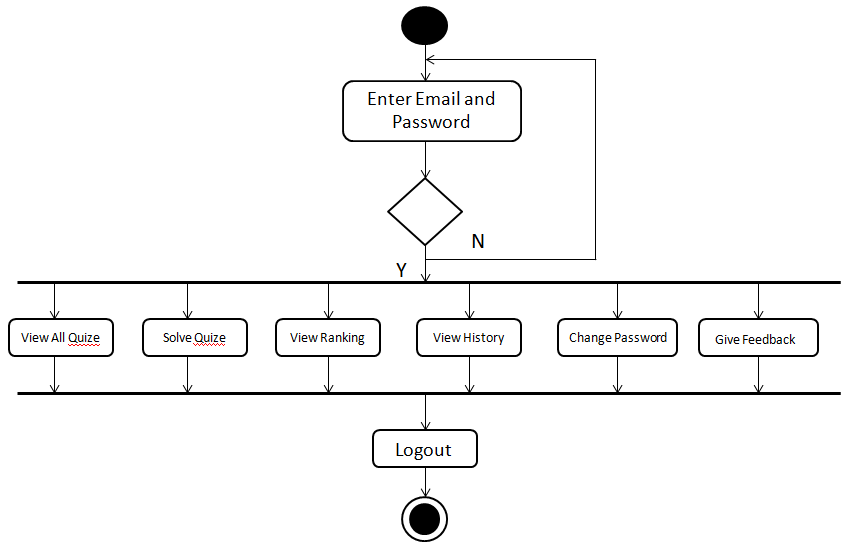 Enter Email and
Password
N
Y
View All Quize
Solve Quize
View Ranking
View History
Change Password
Give Feedback
Logout